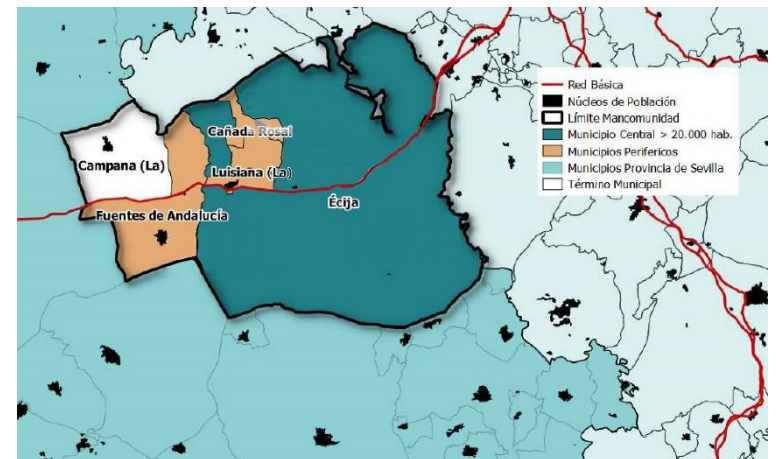 Red Básica
Núcleos de Población
Límite Mancomunidad
Municipio Central > 20.000 hab.
Municipios Perifericos
Municipios Provincia de Sevilla
Término Municipal
Cañada Rosal
Campana (La)
Luisiana (La)
Écija
Fuentes de Andalucía